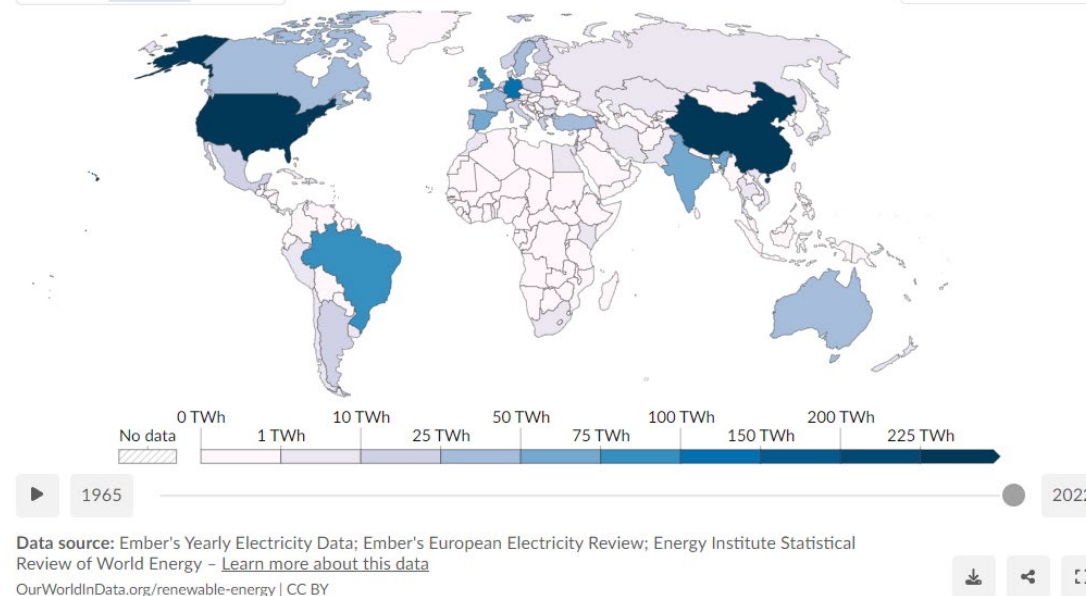 0 TWh 10 TWh 50 TWh 100 TWh 200 TWh
No data 1 TWh 25 TWh 75 TWh 150 TWh 225 TWh
1965 2022
Data source: Ember's Yearly Electricity Data; Ember's European Electricity Review; Energy Institute Statistical
Review of World Energy – Learn more about this data
OurWorldInData.org/renewable-energy | CC BY